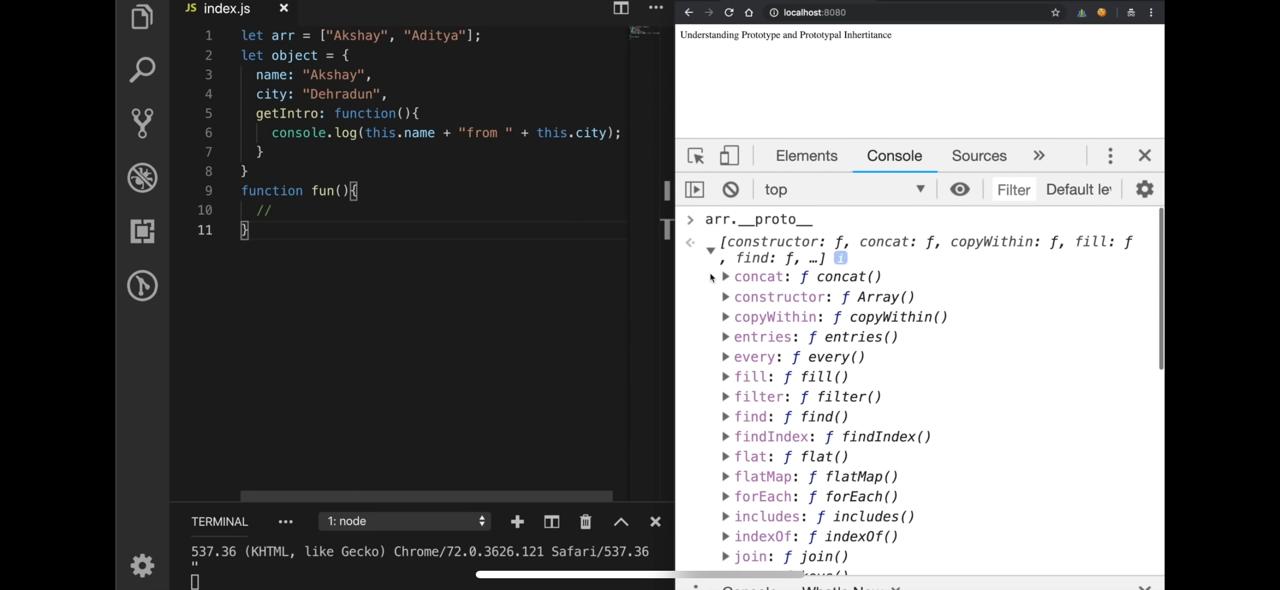 JS index.js ×
1 let arr = ["Akshay", "Aditya"];
2 let object = {
3 name: "Akshay",
4 city: "Dehradun",
5 getIntro: function(){
6 console.log(this.name + "from " + this.city);
7 }
8 }
9 function fun(){
10 //
11 }
TERMINAL ... 1: node
537.36 (KHTML, like Gecko) Chrome/72.0.3626.121 Safari/537.36
"
localhost:8080
Understanding Prototype and Prototypal Inhertitance
Elements Console Sources »
top Filter Default le
> arr.__proto__
[constructor: ƒ, concat: ƒ, copyWithin: ƒ, fill: ƒ
, find: ƒ, …] i
concat: ƒ concat()
constructor: ƒ Array()
copyWithin: ƒ copyWithin()
entries: ƒ entries()
every: ƒ every()
fill: ƒ fill()
filter: ƒ filter()
find: ƒ find()
findIndex: ƒ findIndex()
flat: ƒ flat()
flatMap: ƒ flatMap()
forEach: ƒ forEach()
includes: ƒ includes()
indexOf: ƒ indexOf()
join: ƒ join()